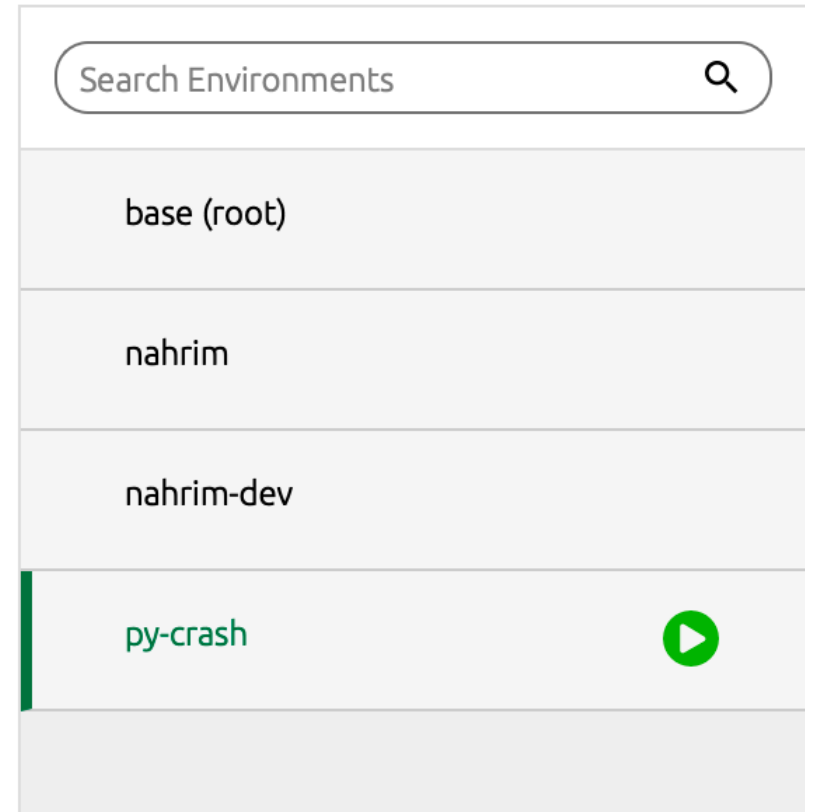 Search Environments
base (root)
nahrim
nahrim-dev
py-crash